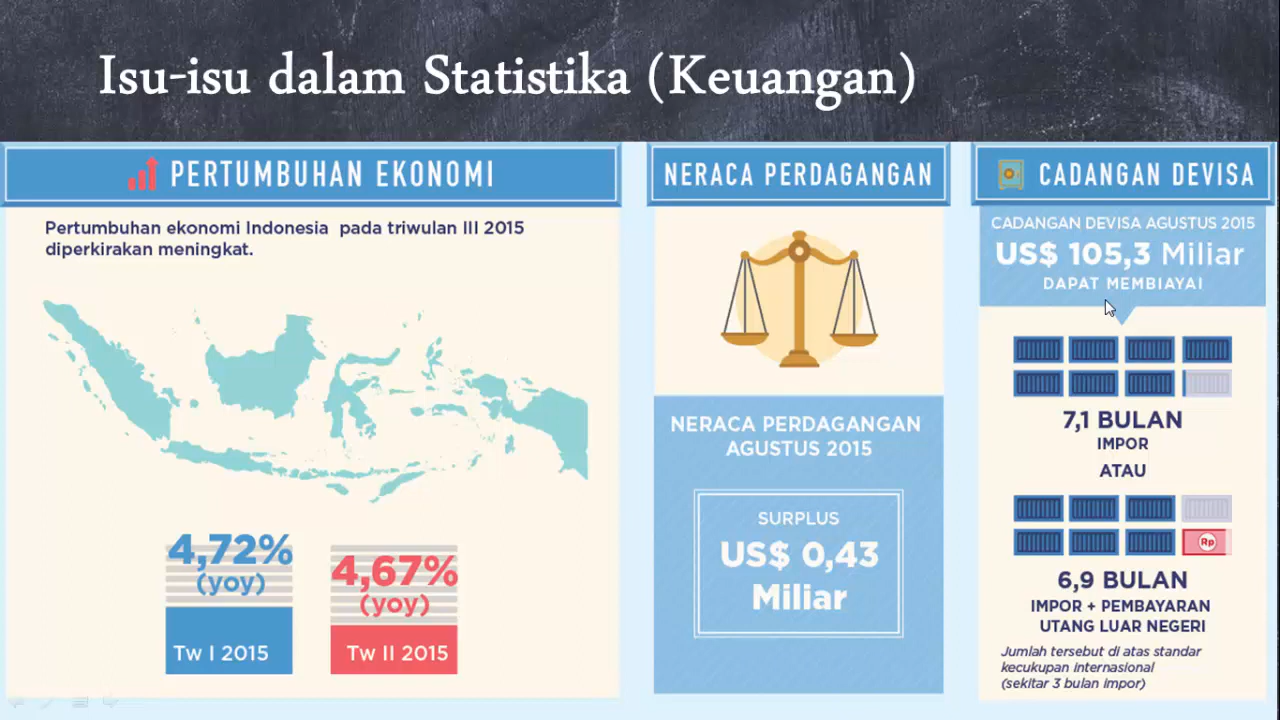 Isu-isu dalam Statistika (Keuangan)
PERTUMBUHAN EKONOMI
Pertumbuhan ekonomi Indonesia pada triwulan III 2015
diperkirakan meningkat.
4,72%
(yoy)
Tw I 2015
4,67%
(yoy)
Tw II 2015
NERACA PERDAGANGAN
NERACA PERDAGANGAN
AGUSTUS 2015
SURPLUS
US$ 0,43
Miliar
CADANGAN DEVISA
CADANGAN DEVISA AGUSTUS 2015
US$ 105,3 Miliar
DAPAT MEMBIAYAI
7,1 BULAN
IMPOR
ATAU
Rp
6,9 BULAN
IMPOR + PEMBAYARAN
UTANG LUAR NEGERI
Jumlah tersebut di atas standar
kecukupan internasional
(sekitar 3 bulan impor)